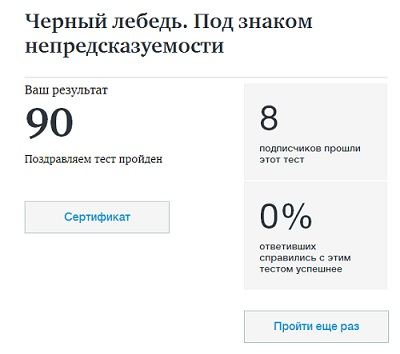 Черный лебедь. Под знаком
непредсказуемости
Ваш результат
90
Поздравляем тест пройден
Сертификат
8
подписчиков прошли
этот тест
0%
ответивших
справились с этим
тестом успешнее
Пройти еще раз